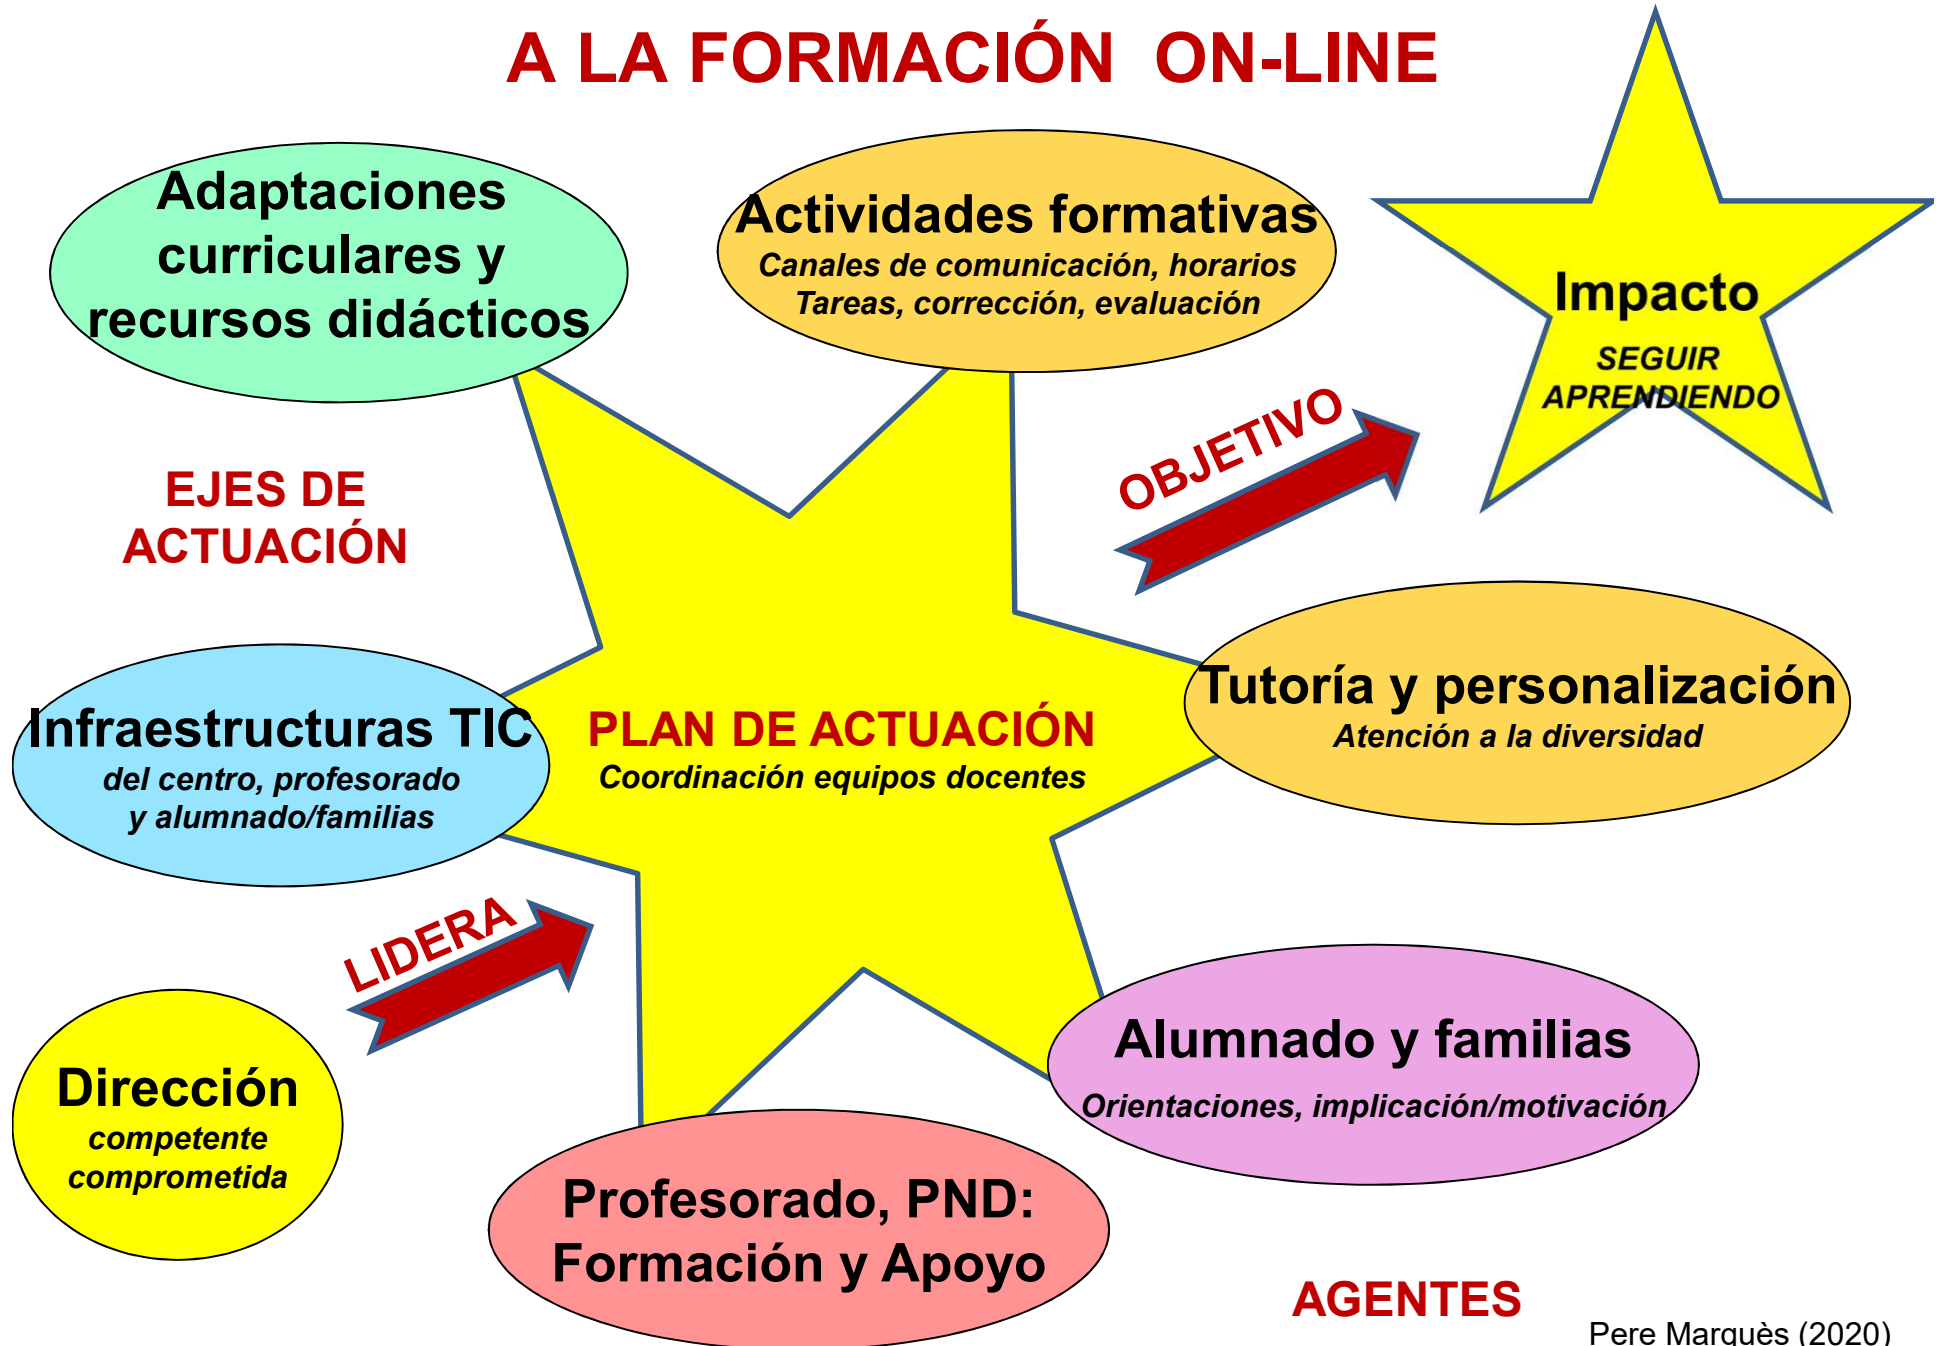 A LA FORMACIÓN ON-LINE
Adaptaciones
curriculares y
recursos didácticos
Actividades formativas
Canales de comunicación, horarios
Tareas, corrección, evaluación
Impacto
SEGUIR
APRENDIENDO
OBJETIVO
EJES DE
ACTUACIÓN
Infraestructuras TIC
del centro, profesorado
y alumnado/familias
PLAN DE ACTUACIÓN
Coordinación equipos docentes
Tutoría y personalización
Atención a la diversidad
LIDERA
Dirección
competente
comprometida
Alumnado y familias
Orientaciones, implicación/motivación
Profesorado, PND:
Formación y Apoyo
AGENTES
Pere Marquès (2020)